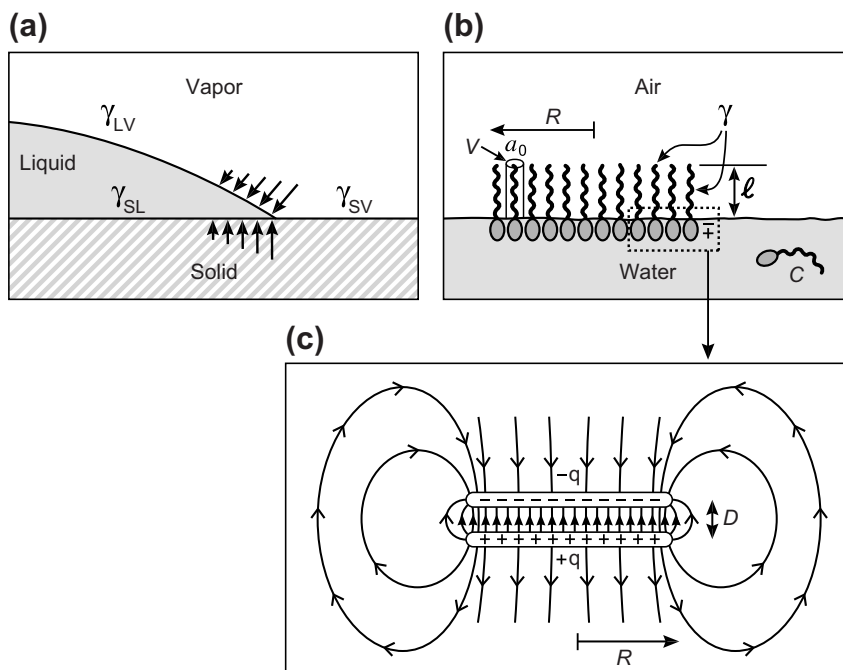 (a)
Vapor
γLV
Liquid
γSL
γSV
Solid
(b)
Air
R
γ
V
a0
ℓ
− +
Water
C
(c)
−q
− − − − − − − − − −
D
+ + + + + + + + + + +
+q
R